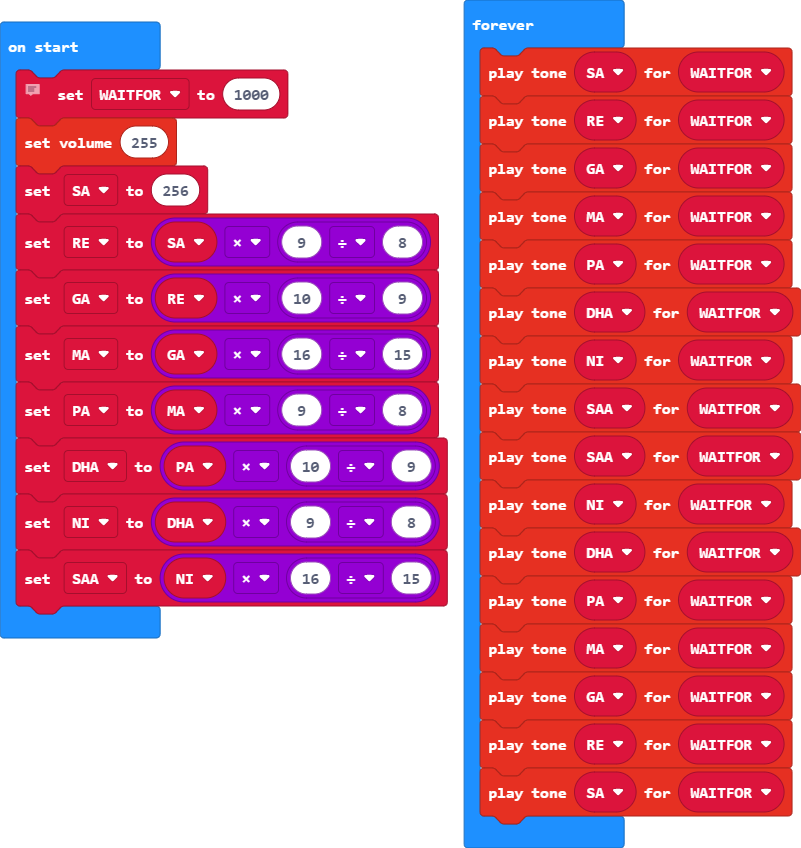 on start
set WAITFOR to 1000
set volume 255
set SA to 256
set RE to SA × 9 ÷ 8
set GA to RE × 10 ÷ 9
set MA to GA × 16 ÷ 15
set PA to MA × 9 ÷ 8
set DHA to PA × 10 ÷ 9
set NI to DHA × 9 ÷ 8
set SAA to NI × 16 ÷ 15
forever
play tone SA for WAITFOR
play tone RE for WAITFOR
play tone GA for WAITFOR
play tone MA for WAITFOR
play tone PA for WAITFOR
play tone DHA for WAITFOR
play tone NI for WAITFOR
play tone SAA for WAITFOR
play tone SAA for WAITFOR
play tone NI for WAITFOR
play tone DHA for WAITFOR
play tone PA for WAITFOR
play tone MA for WAITFOR
play tone GA for WAITFOR
play tone RE for WAITFOR
play tone SA for WAITFOR